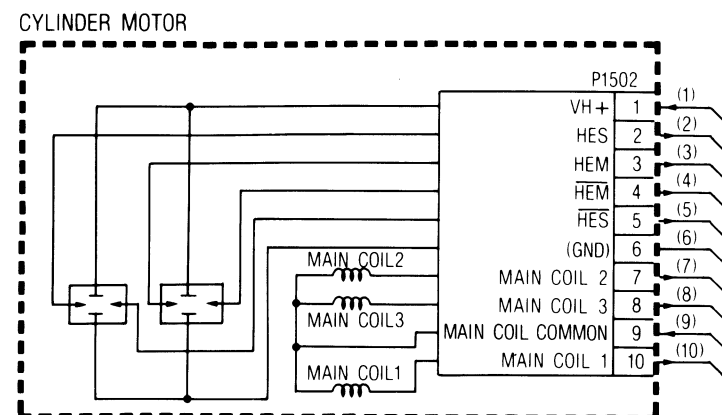 CYLINDER MOTOR
P1502
VH+ 1 (1)
HES 2 (2)
HEM 3 (3)
H̅E̅M̅ 4 (4)
H̅E̅S̅ 5 (5)
(GND) 6 (6)
MAIN COIL2
MAIN COIL 2 7 (7)
MAIN COIL3
MAIN COIL 3 8 (8)
MAIN COIL COMMON 9 (9)
MAIN COIL1
MAIN COIL 1 10 (10)